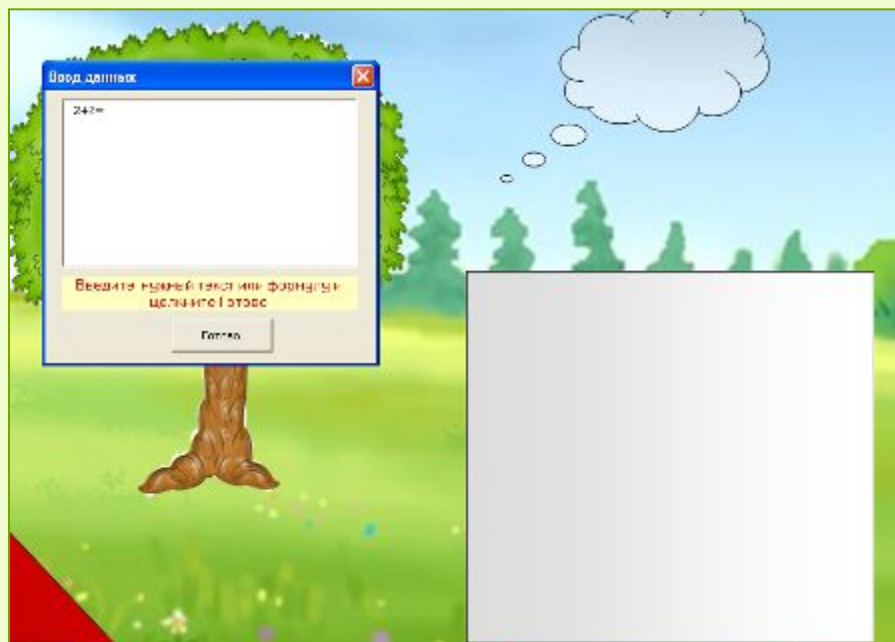 Ввод данных
2+2=
Введите нужный текст или формулу и
щелкните Готово
Готово